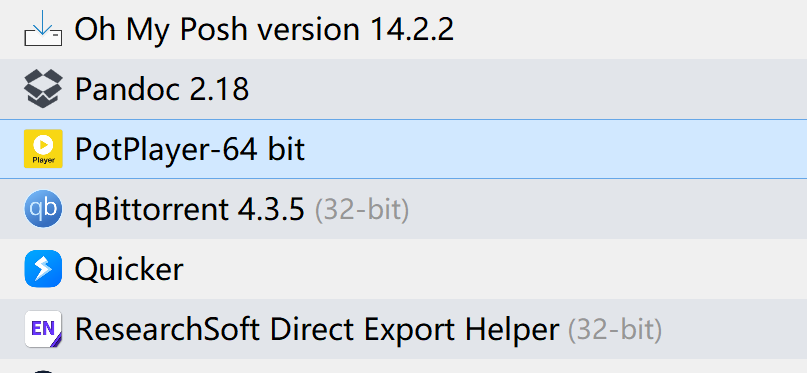 Oh My Posh version 14.2.2
Pandoc 2.18
Player
PotPlayer-64 bit
qb
qBittorrent 4.3.5 (32-bit)
Quicker
EN
ResearchSoft Direct Export Helper (32-bit)